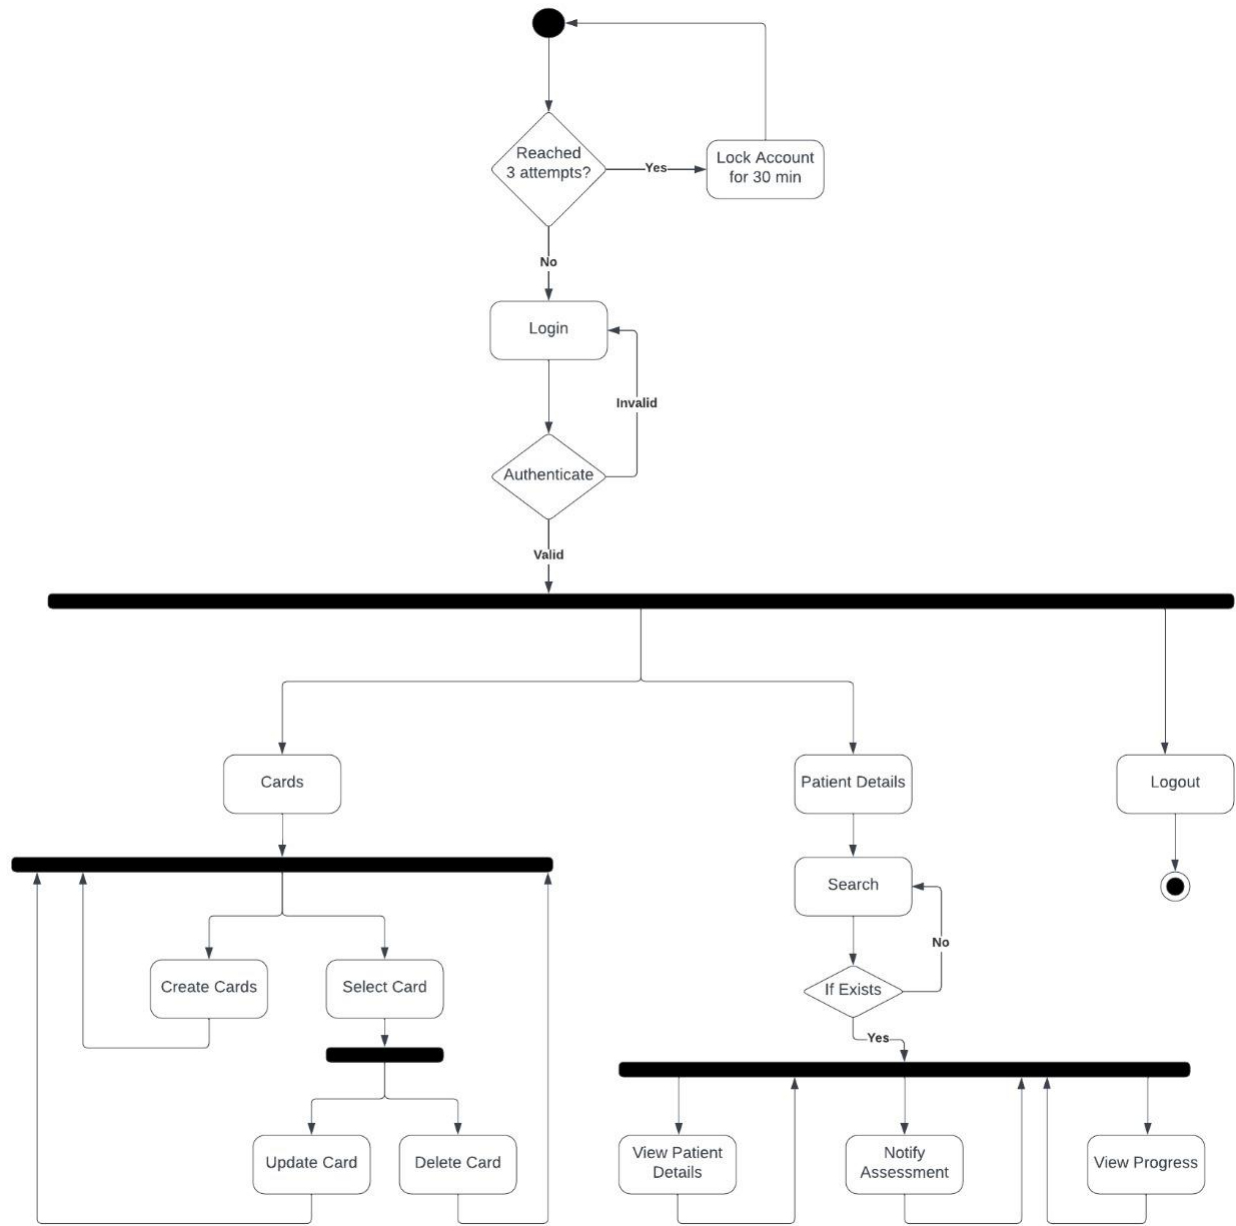 Reached
3 attempts?
Yes
Lock Account
for 30 min
No
Login
Invalid
Authenticate
Valid
Cards
Patient Details
Logout
Search
No
If Exists
Create Cards
Select Card
Yes
Update Card
Delete Card
View Patient
Details
Notify
Assessment
View Progress